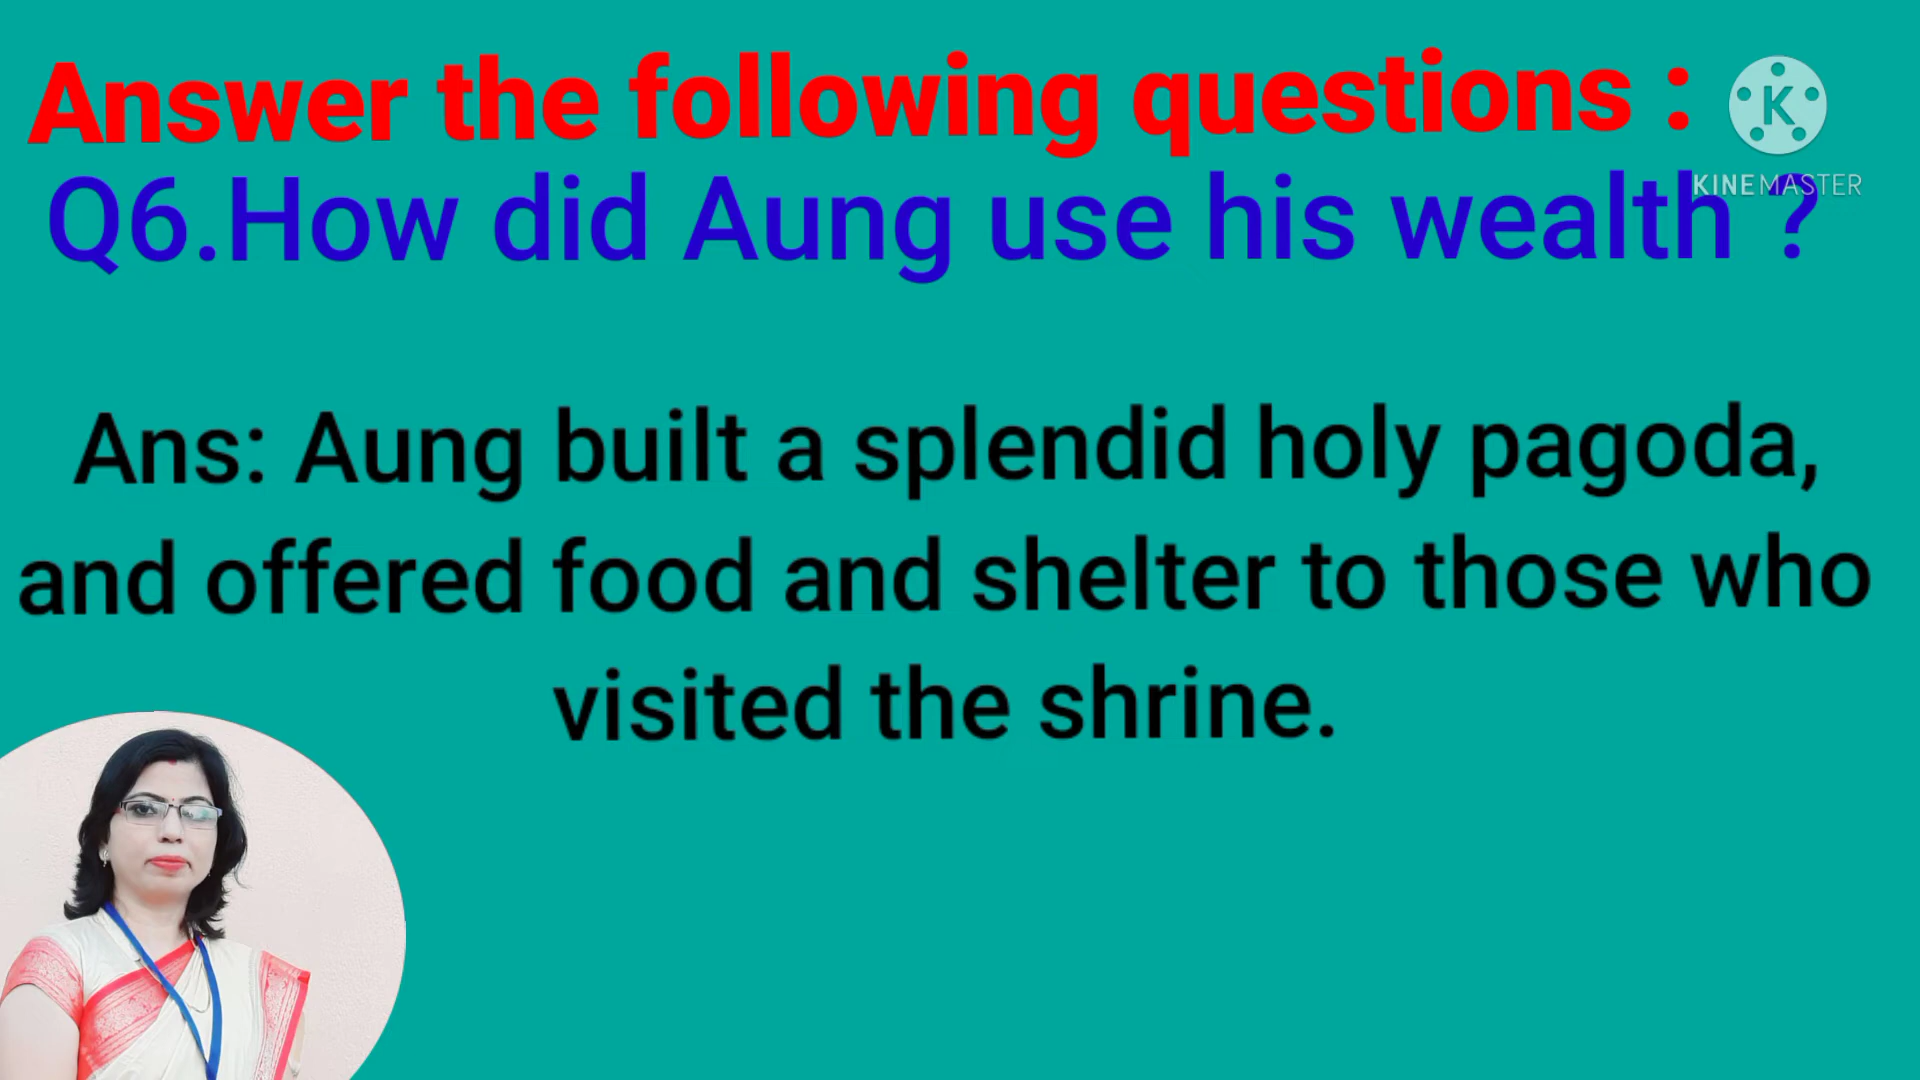 Answer the following questions :
K
KINEMASTER
Q6.How did Aung use his wealth ?
Ans: Aung built a splendid holy pagoda,
and offered food and shelter to those who
visited the shrine.